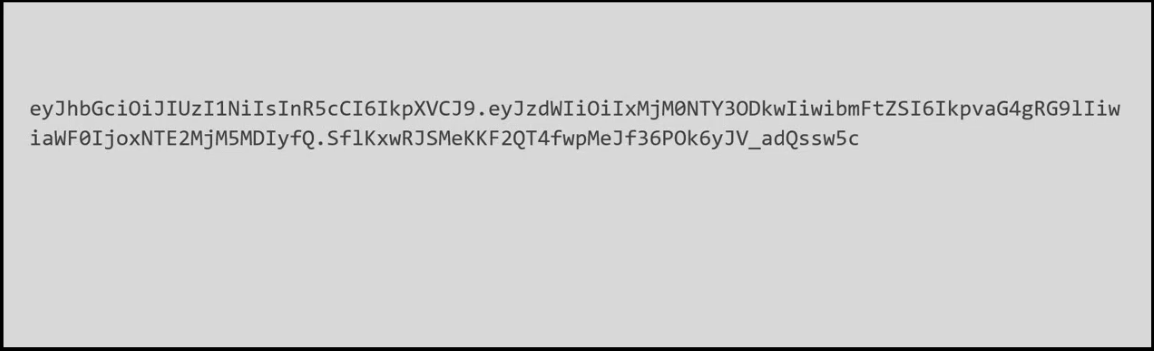 eyJhbGciOiJIUzI1NiIsInR5cCI6IkpXVCJ9.eyJzdWIiOiIxMjM0NTY3ODkwIiwibmFtZSI6IkpvaG4gRG9lIiw
iaWF0IjoxNTE2MjM5MDIyfQ.SflKxwRJSMeKKF2QT4fwpMeJf36POk6yJV_adQssw5c